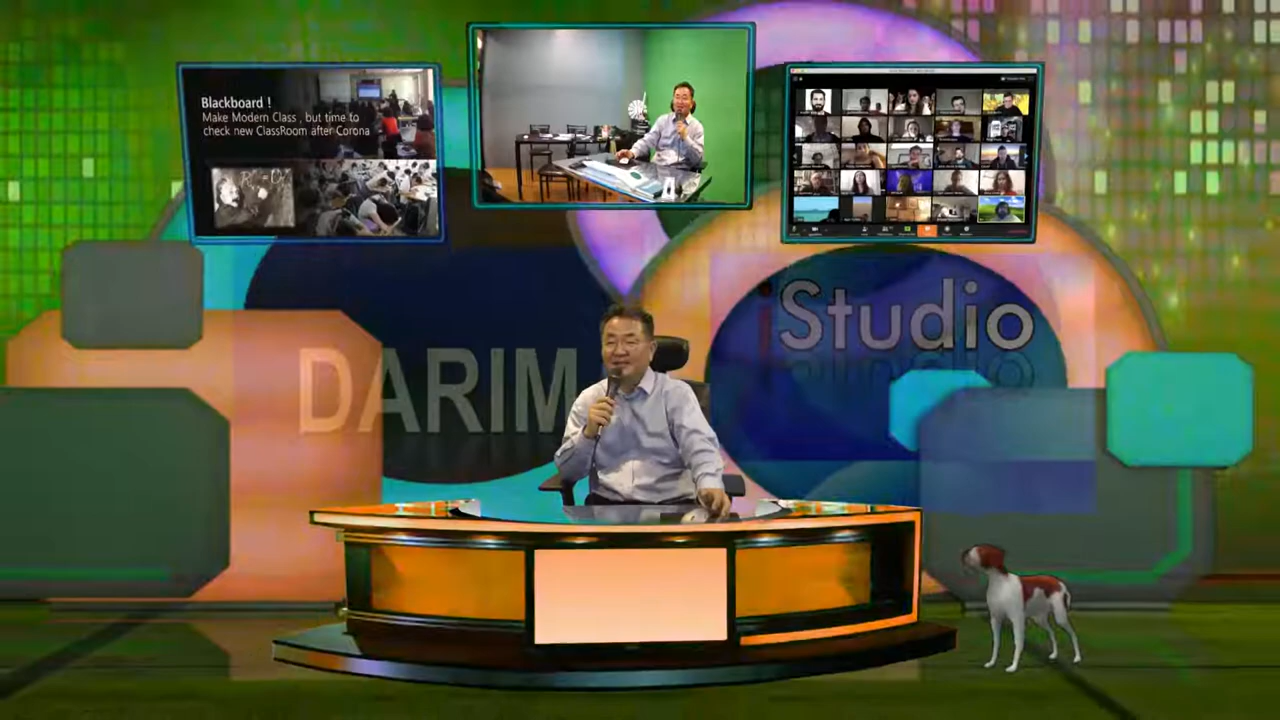 Blackboard !
Make Modern Class , but time to
check new ClassRoom after Corona
DARIM
iStudio